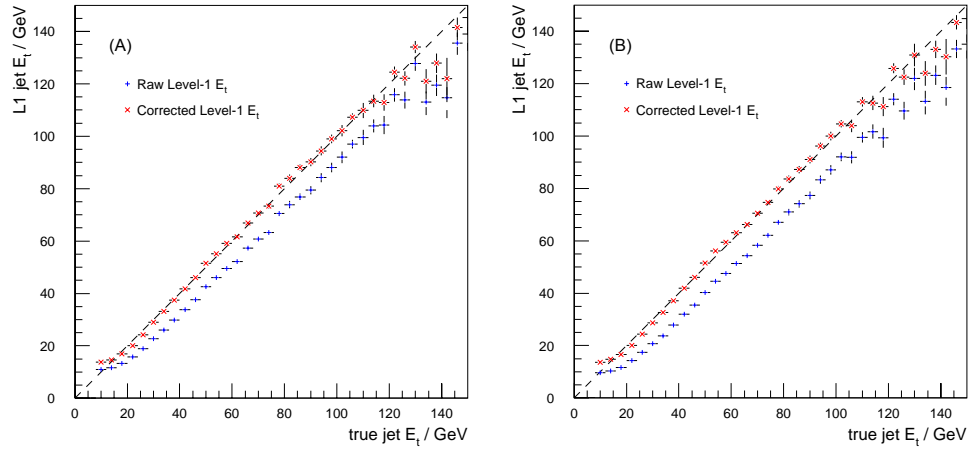 L1 jet E_t / GeV
140
120
100
80
60
40
20
0
(A)
Raw Level-1 E_t
Corrected Level-1 E_t
0 20 40 60 80 100 120 140
true jet E_t / GeV
L1 jet E_t / GeV
140
120
100
80
60
40
20
0
(B)
Raw Level-1 E_t
Corrected Level-1 E_t
0 20 40 60 80 100 120 140
true jet E_t / GeV